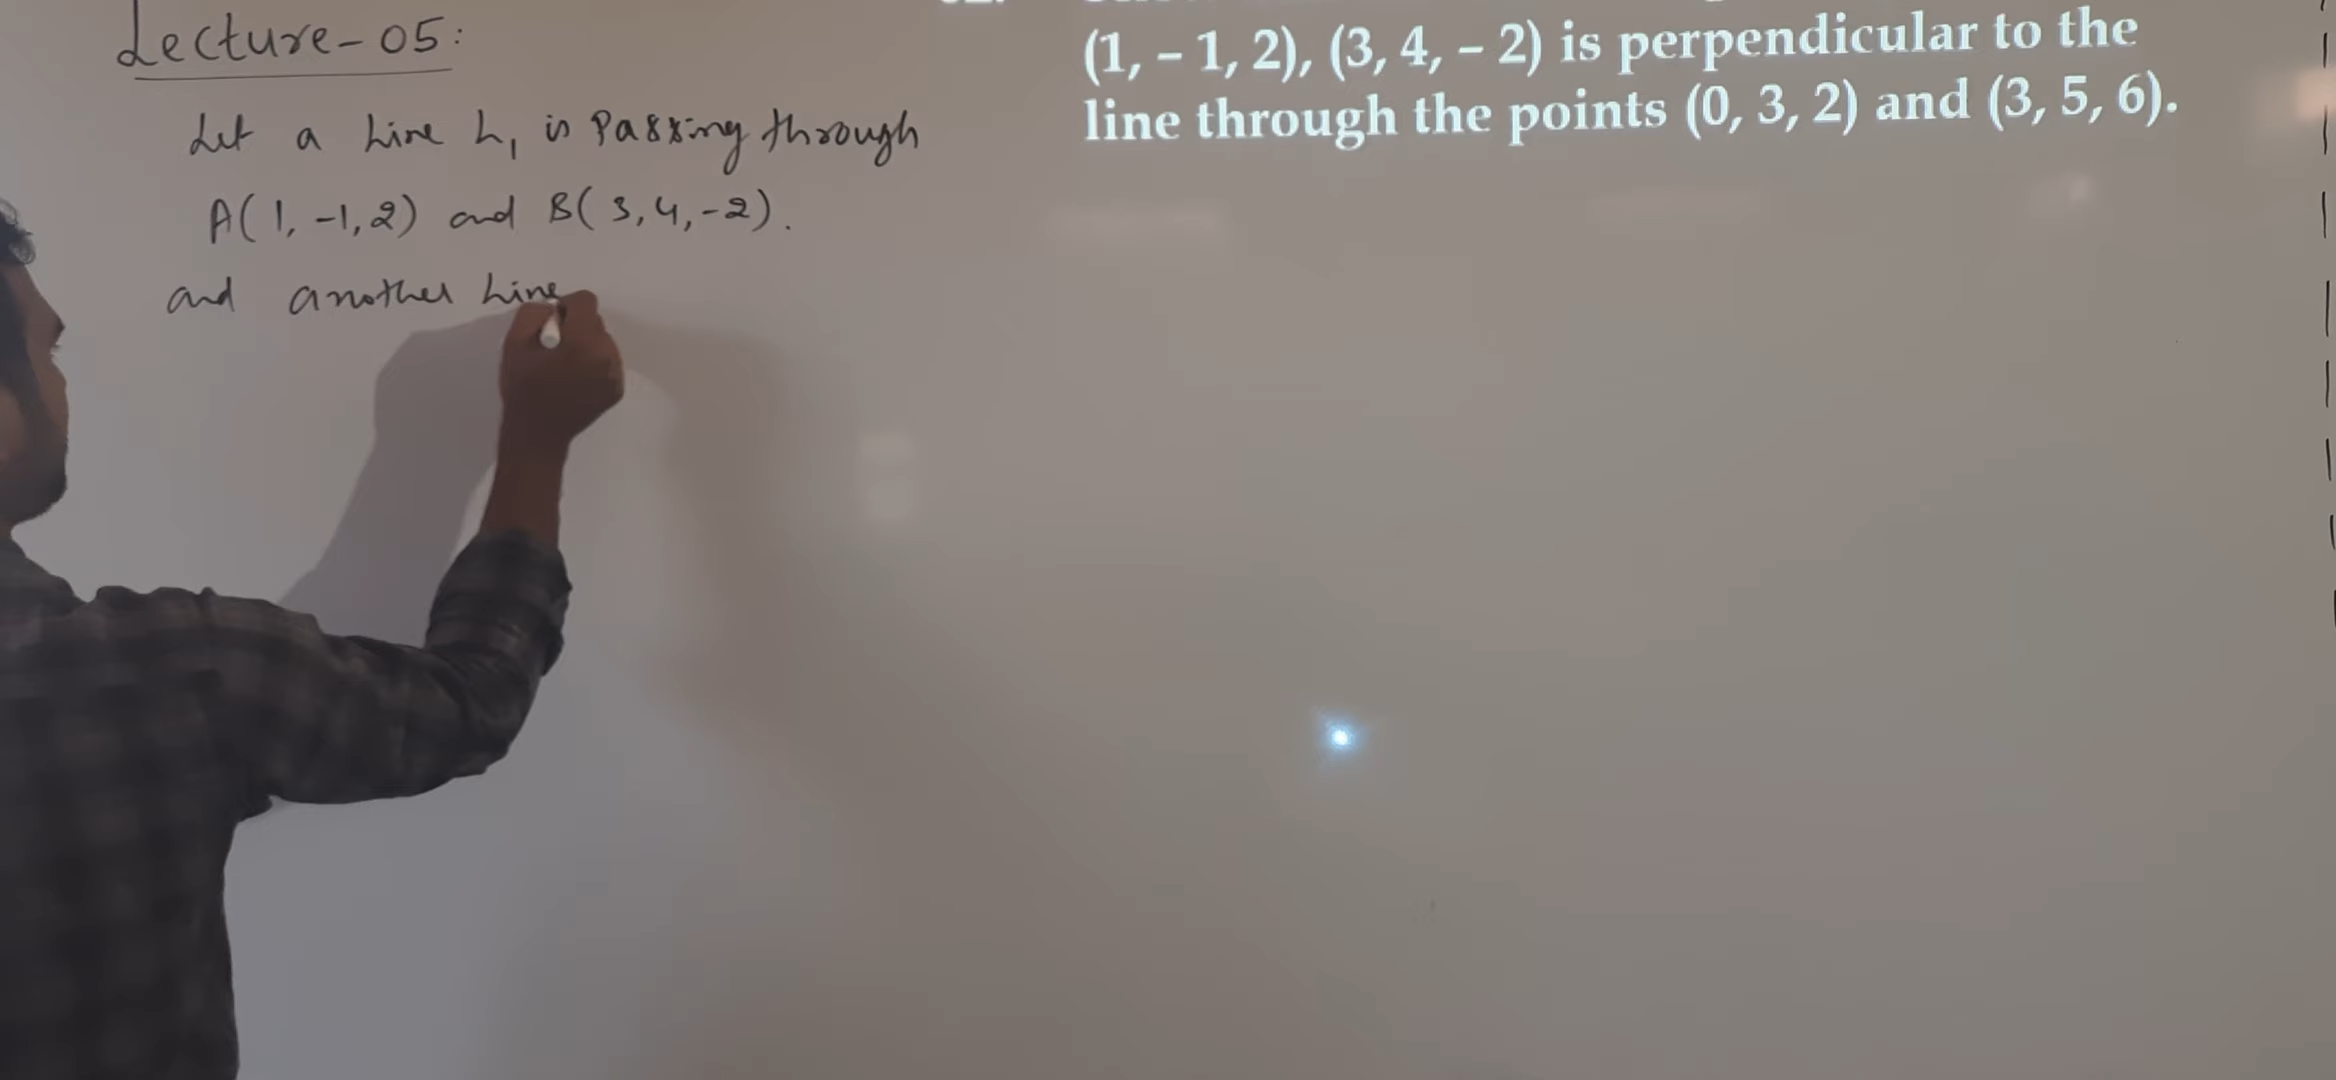 Lecture-05:
Let a Line L₁ is Passing through
A(1, -1, 2) and B(3, 4, -2).
and another Line
(1, – 1, 2), (3, 4, – 2) is perpendicular to the
line through the points (0, 3, 2) and (3, 5, 6).